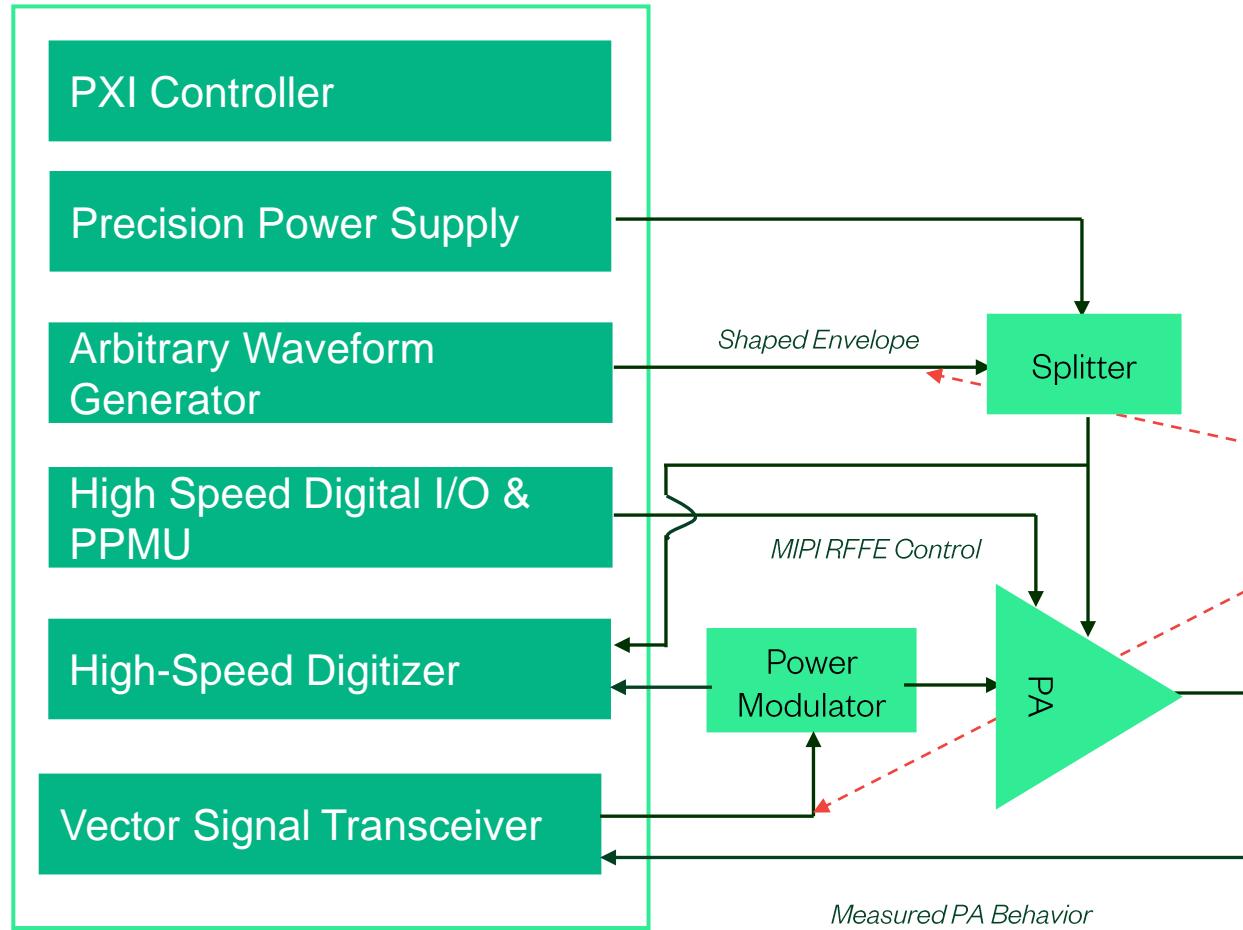 PXI Controller
Precision Power Supply
Arbitrary Waveform
Generator
Shaped Envelope
Splitter
High Speed Digital I/O &
PPMU
MIPI RFFE Control
High-Speed Digitizer
Power
Modulator
PA
Vector Signal Transceiver
Measured PA Behavior